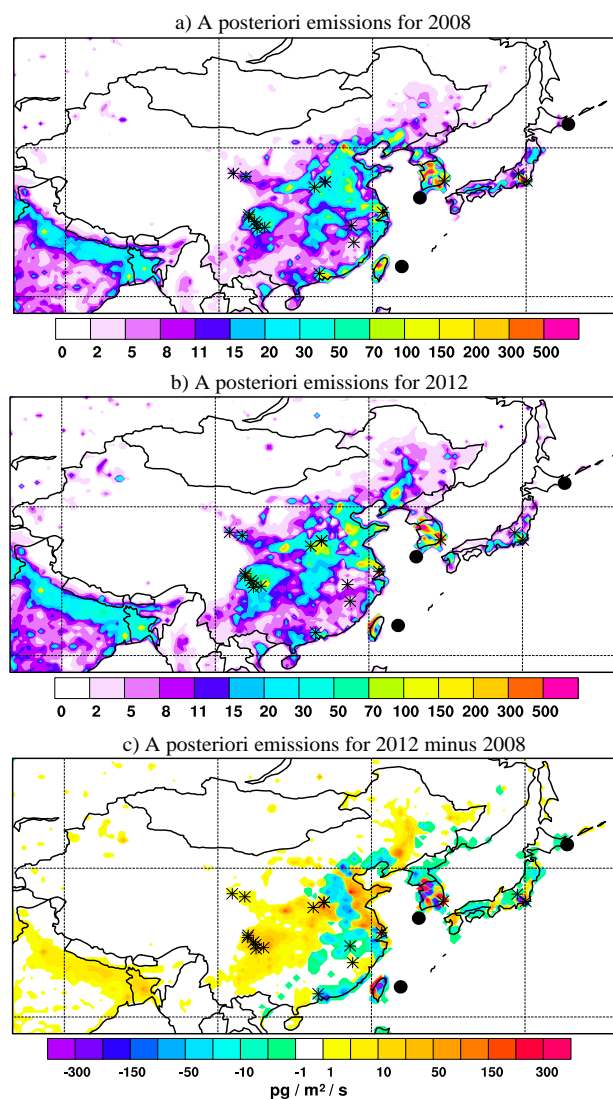 a) A posteriori emissions for 2008
0 2 5 8 11 15 20 30 50 70 100 150 200 300 500
b) A posteriori emissions for 2012
0 2 5 8 11 15 20 30 50 70 100 150 200 300 500
c) A posteriori emissions for 2012 minus 2008
-300 -150 -50 -10 -1 1 10 50 150 300
pg / m² / s